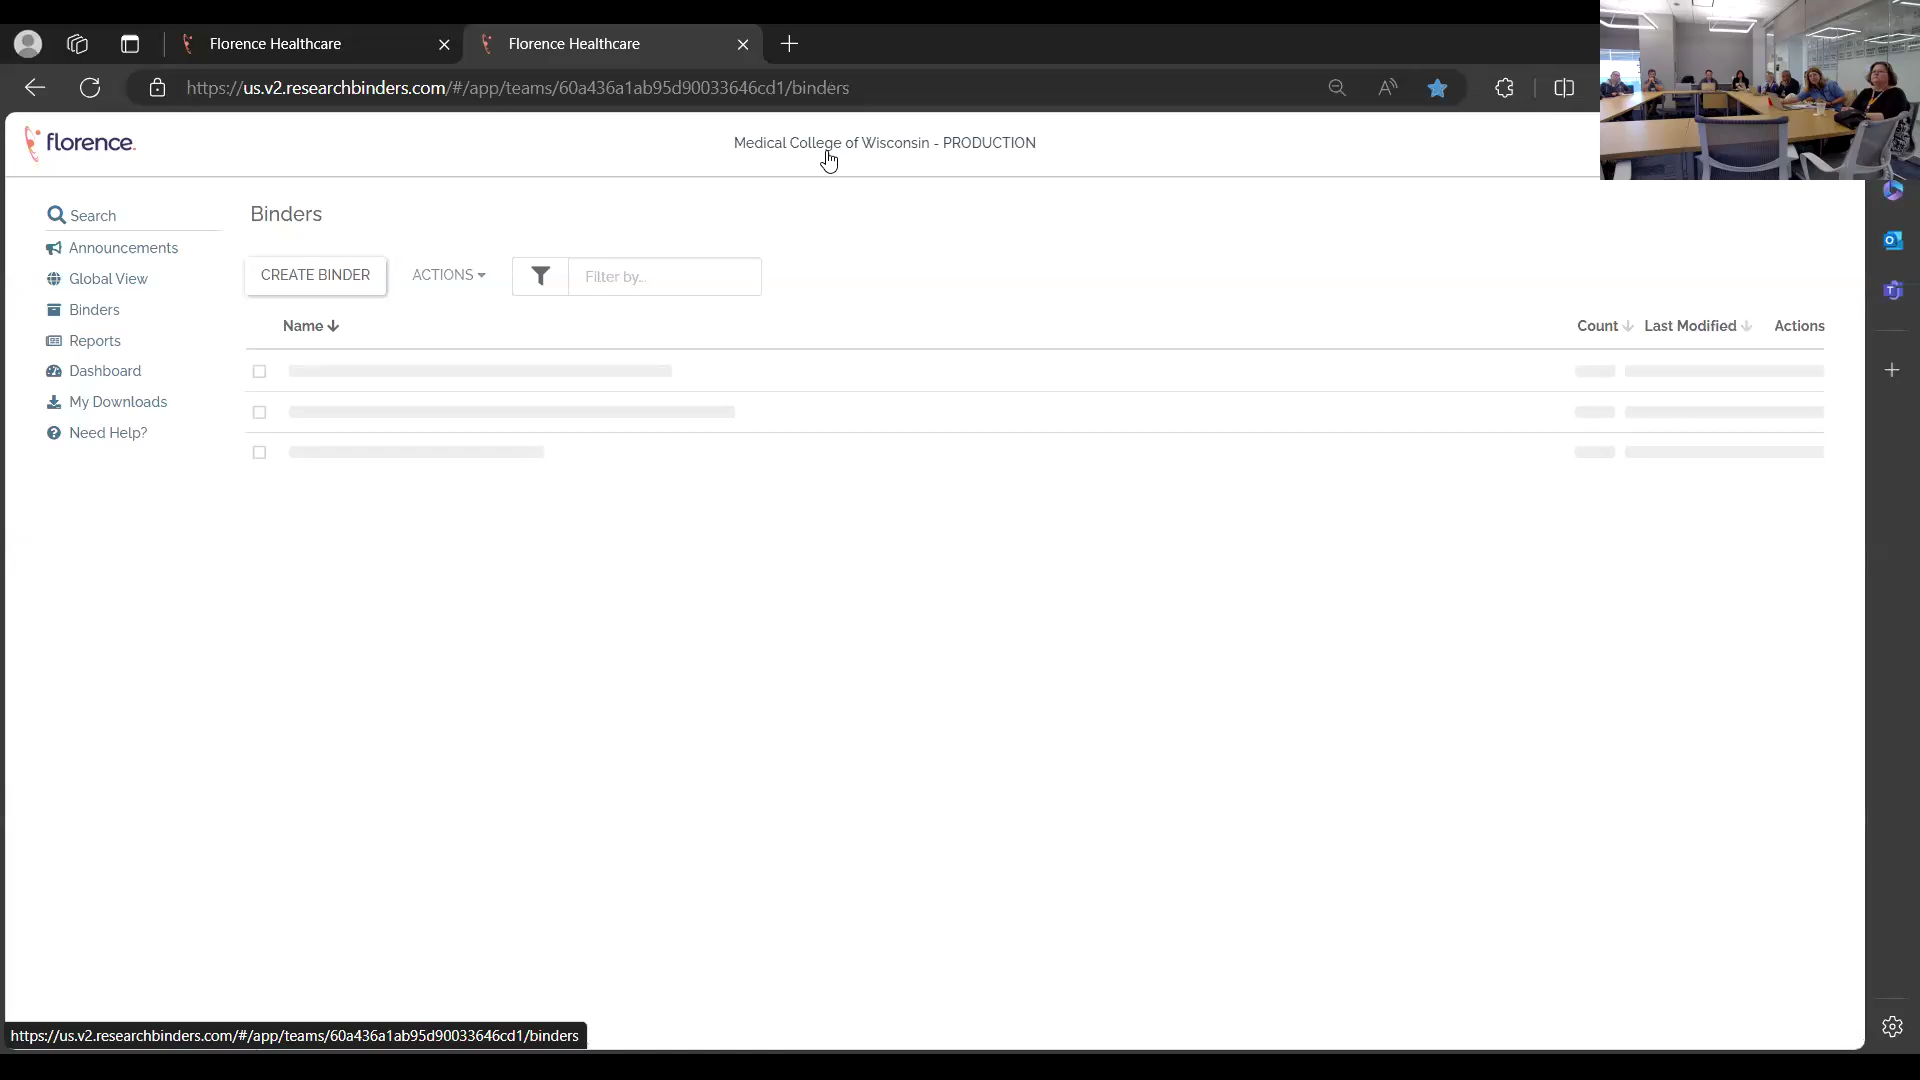 Florence Healthcare
Florence Healthcare
https://us.v2.researchbinders.com/#/app/teams/60a436a1ab95d90033646cd1/binders
florence.
Medical College of Wisconsin - PRODUCTION
Search
Announcements
Global View
Binders
Reports
Dashboard
My Downloads
Need Help?
Binders
CREATE BINDER
ACTIONS
Filter by...
Name
Count
Last Modified
Actions
https://us.v2.researchbinders.com/#/app/teams/60a436a1ab95d90033646cd1/binders